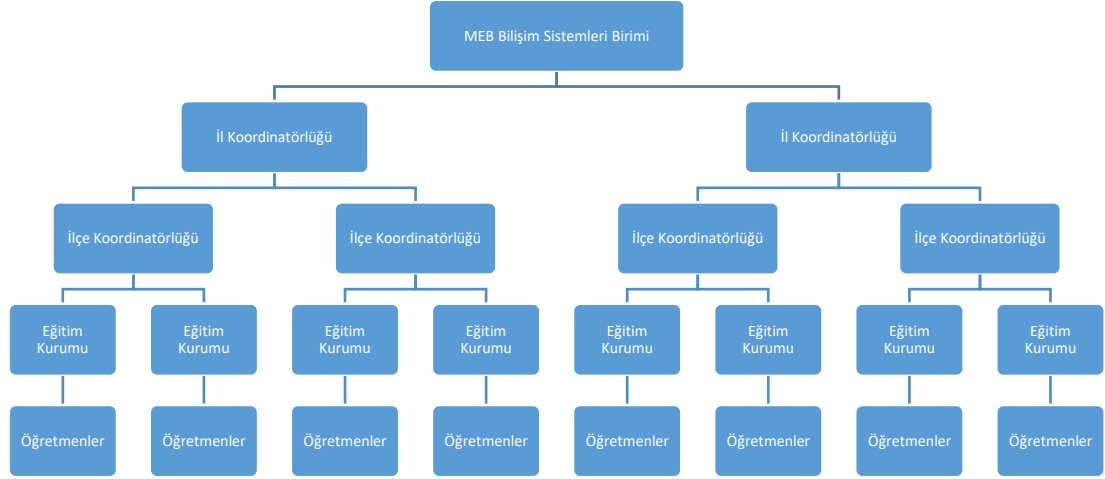 MEB Bilişim Sistemleri Birimi
İl Koordinatörlüğü
İl Koordinatörlüğü
İlçe Koordinatörlüğü
İlçe Koordinatörlüğü
İlçe Koordinatörlüğü
İlçe Koordinatörlüğü
Eğitim
Kurumu
Eğitim
Kurumu
Eğitim
Kurumu
Eğitim
Kurumu
Eğitim
Kurumu
Eğitim
Kurumu
Eğitim
Kurumu
Eğitim
Kurumu
Öğretmenler
Öğretmenler
Öğretmenler
Öğretmenler
Öğretmenler
Öğretmenler
Öğretmenler
Öğretmenler